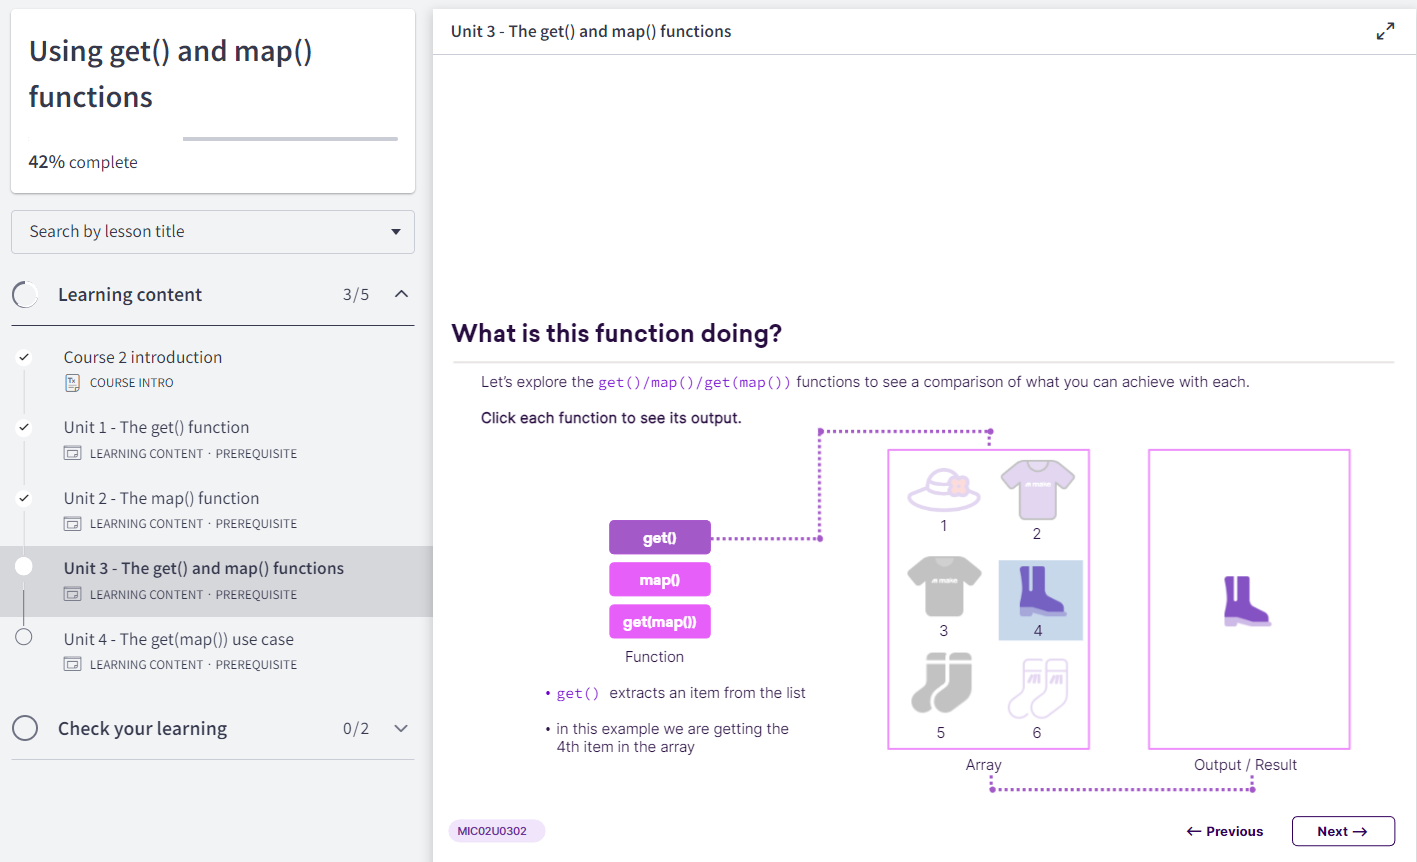 Using get() and map()
functions
42% complete
Search by lesson title
Learning content 3/5
Course 2 introduction
COURSE INTRO
Unit 1 - The get() function
LEARNING CONTENT · PREREQUISITE
Unit 2 - The map() function
LEARNING CONTENT · PREREQUISITE
Unit 3 - The get() and map() functions
LEARNING CONTENT · PREREQUISITE
Unit 4 - The get(map()) use case
LEARNING CONTENT · PREREQUISITE
Check your learning 0/2
Unit 3 - The get() and map() functions
What is this function doing?
Let's explore the get()/map()/get(map()) functions to see a comparison of what you can achieve with each.
Click each function to see its output.
get()
map()
get(map())
Function
• get() extracts an item from the list
• in this example we are getting the
4th item in the array
1
2
3
4
5
6
Array
Output / Result
MIC02U0302
← Previous
Next →